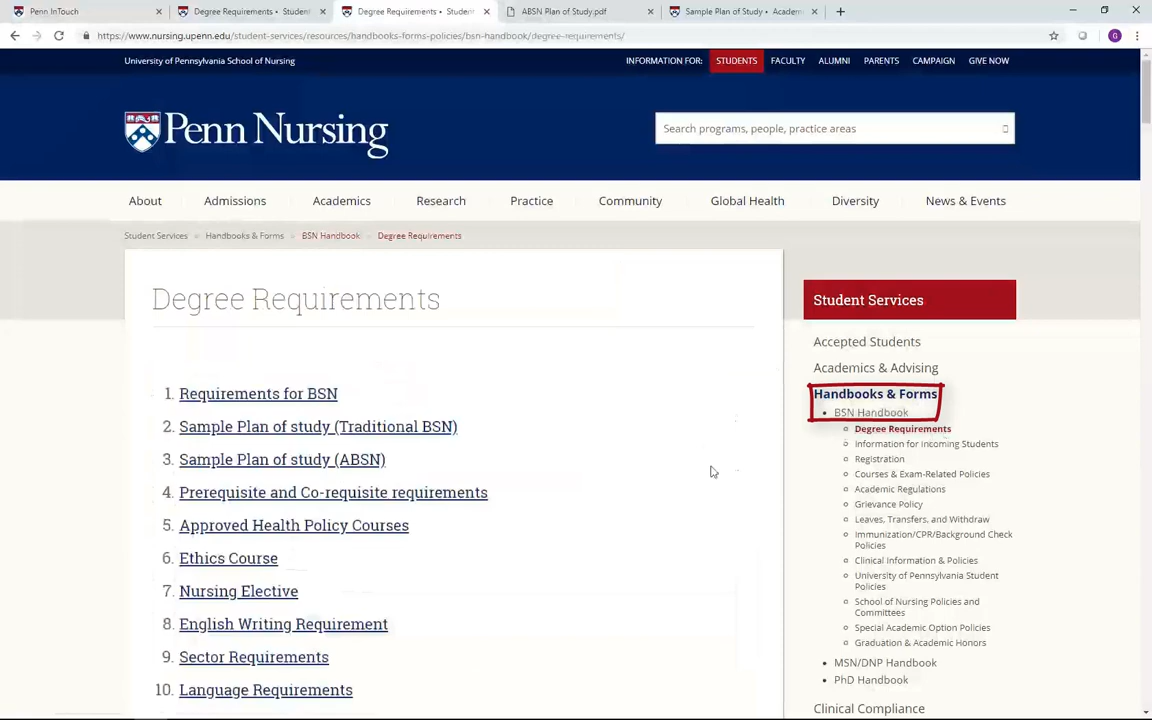 Penn InTouch
Degree Requirements • Student
Degree Requirements • Student
ABSN Plan of Study.pdf
Sample Plan of Study • Academ
https://www.nursing.upenn.edu/student-services/resources/handbooks-forms-policies/bsn-handbook/degree-requirements/
G
University of Pennsylvania School of Nursing
INFORMATION FOR: STUDENTS FACULTY ALUMNI PARENTS CAMPAIGN GIVE NOW
Penn Nursing
Search programs, people, practice areas
About Admissions Academics Research Practice Community Global Health Diversity News & Events
Student Services » Handbooks & Forms » BSN Handbook » Degree Requirements
Degree Requirements
1. Requirements for BSN
2. Sample Plan of study (Traditional BSN)
3. Sample Plan of study (ABSN)
4. Prerequisite and Co-requisite requirements
5. Approved Health Policy Courses
6. Ethics Course
7. Nursing Elective
8. English Writing Requirement
9. Sector Requirements
10. Language Requirements
Student Services
Accepted Students
Academics & Advising
Handbooks & Forms
BSN Handbook
Degree Requirements
Information for Incoming Students
Registration
Courses & Exam-Related Policies
Academic Regulations
Grievance Policy
Leaves, Transfers, and Withdraw
Immunization/CPR/Background Check
Policies
Clinical Information & Policies
University of Pennsylvania Student
Policies
School of Nursing Policies and
Committees
Special Academic Option Policies
Graduation & Academic Honors
MSN/DNP Handbook
PhD Handbook
Clinical Compliance